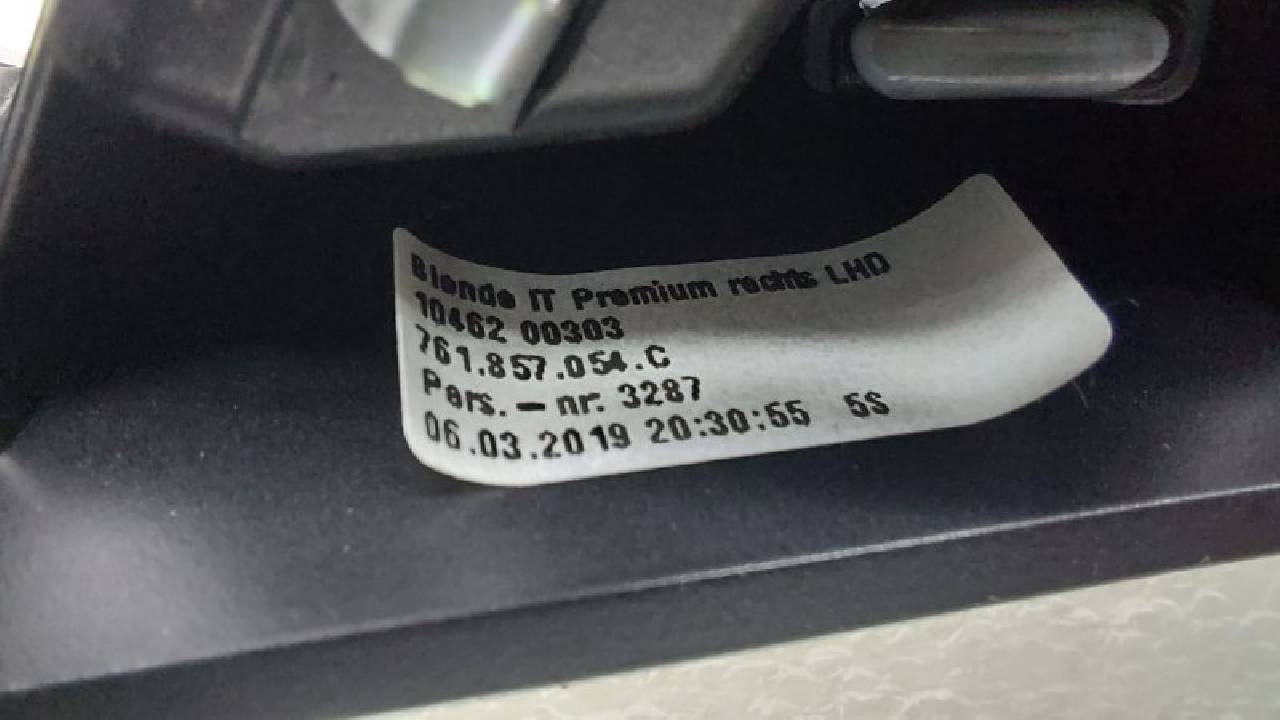 Blende IT Premium rechts LHD
10462 00303
761.857.054.C
Pers. - nr. 3287
06.03.2019 20:30:55 5S